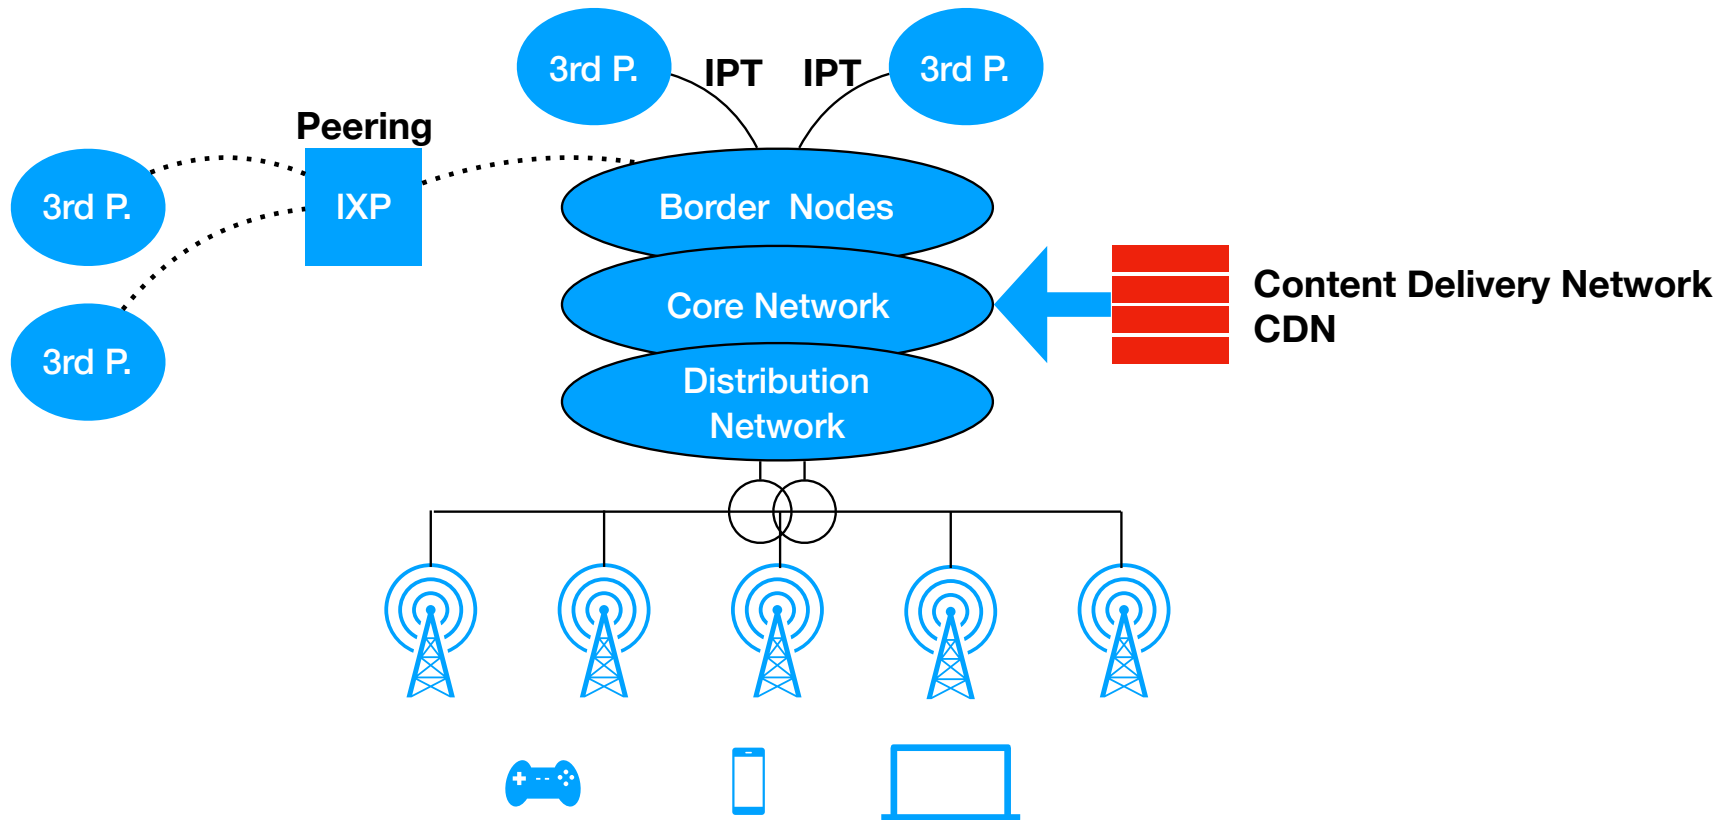 3rd P.
IPT
IPT
3rd P.
Peering
3rd P.
IXP
Border Nodes
Core Network
Content Delivery Network
CDN
3rd P.
Distribution
Network